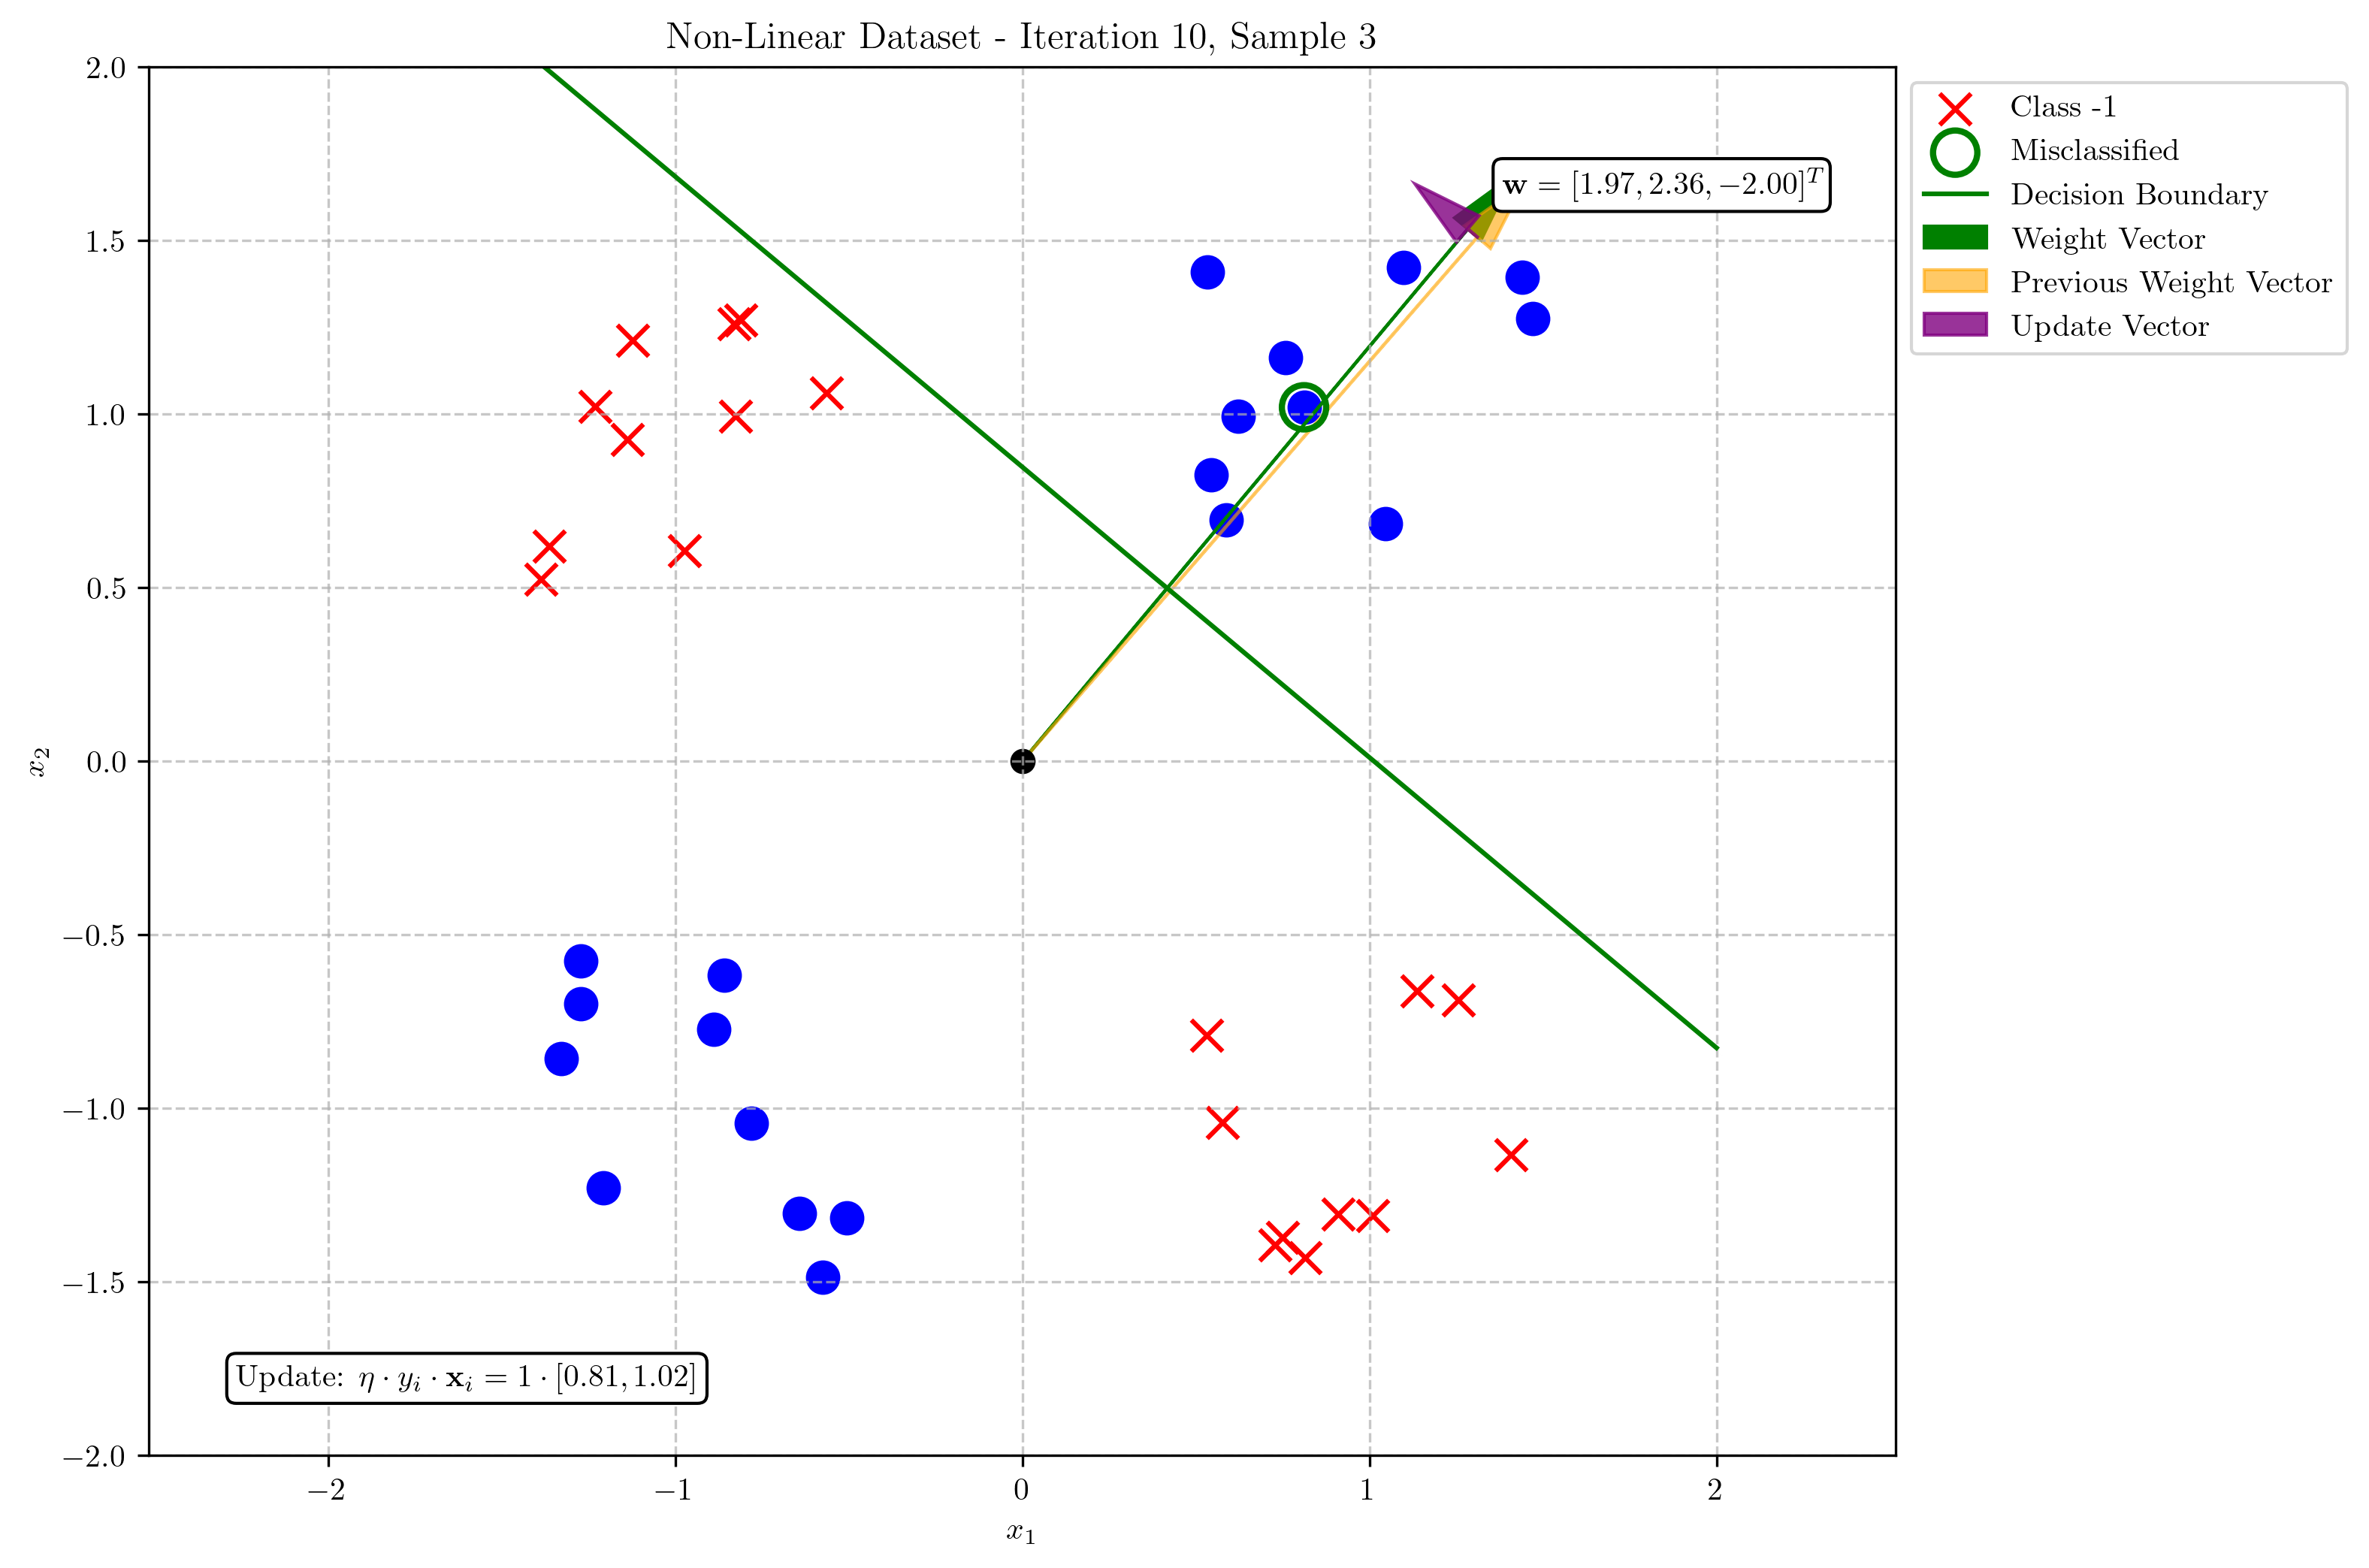 Non-Linear Dataset - Iteration 10, Sample 3
2.0
1.5
1.0
0.5
0.0
−0.5
−1.0
−1.5
−2.0
x₂
−2
−1
0
1
2
x₁
w = [1.97, 2.36, −2.00]ᵀ
Update: η · yᵢ · xᵢ = 1 · [0.81, 1.02]
Class -1
Misclassified
Decision Boundary
Weight Vector
Previous Weight Vector
Update Vector